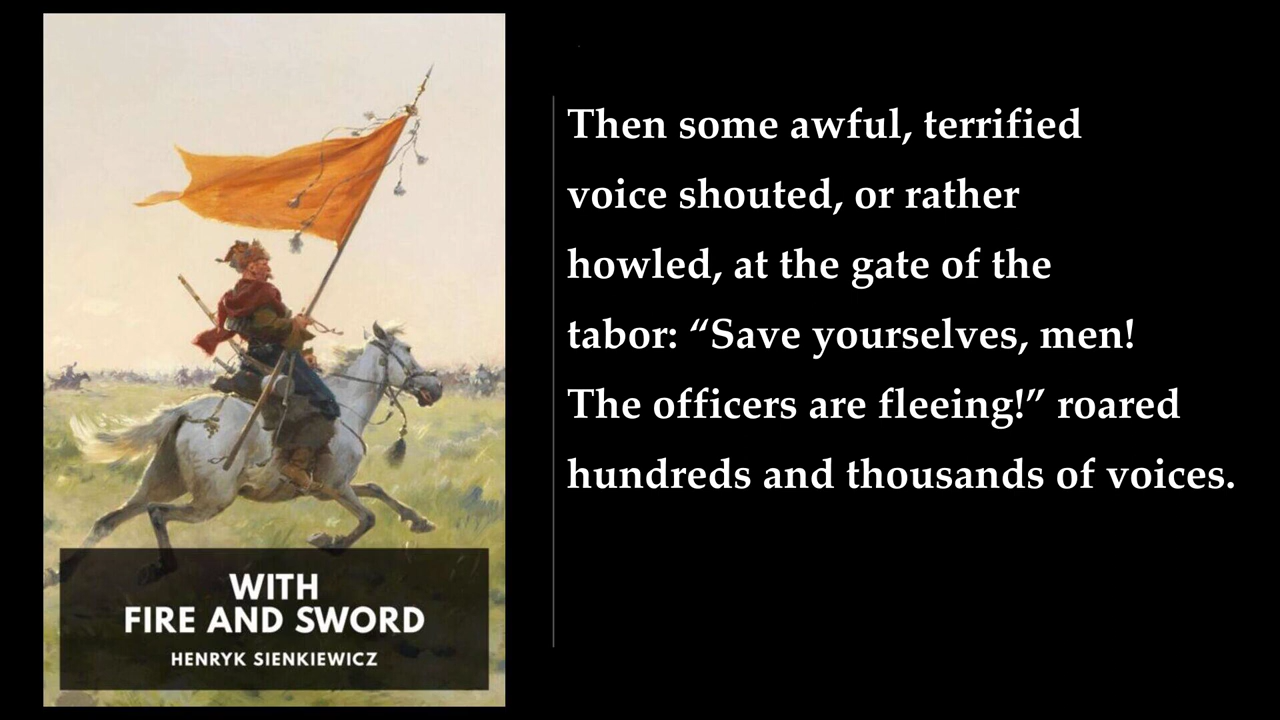 WITH
FIRE AND SWORD
HENRYK SIENKIEWICZ
Then some awful, terrified
voice shouted, or rather
howled, at the gate of the
tabor: “Save yourselves, men!
The officers are fleeing!” roared
hundreds and thousands of voices.